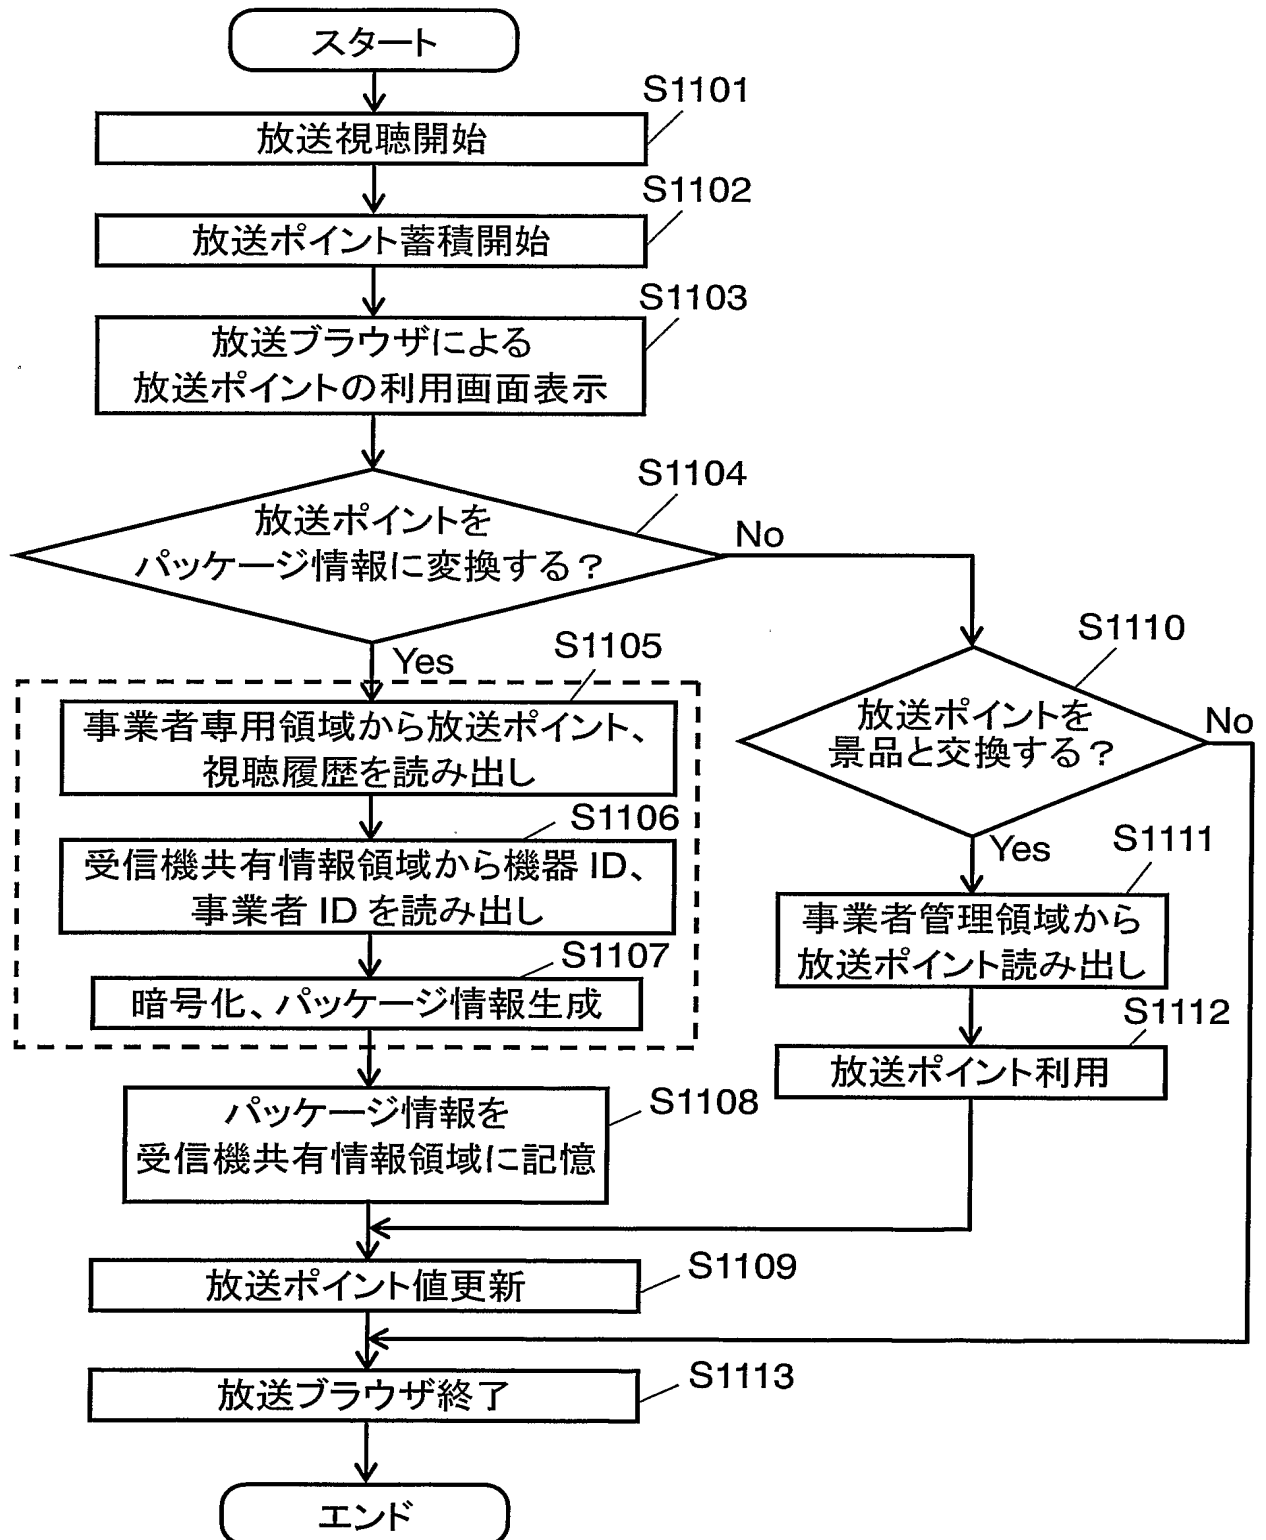 スタート
S1101
放送視聴開始
S1102
放送ポイント蓄積開始
S1103
放送ブラウザによる
放送ポイントの利用画面表示
S1104
放送ポイントを
パッケージ情報に変換する?
No
Yes
S1105
事業者専用領域から放送ポイント、
視聴履歴を読み出し
S1106
受信機共有情報領域から機器 ID、
事業者 ID を読み出し
S1107
暗号化、パッケージ情報生成
S1108
パッケージ情報を
受信機共有情報領域に記憶
S1110
放送ポイントを
景品と交換する?
No
Yes
S1111
事業者管理領域から
放送ポイント読み出し
S1112
放送ポイント利用
S1109
放送ポイント値更新
S1113
放送ブラウザ終了
エンド